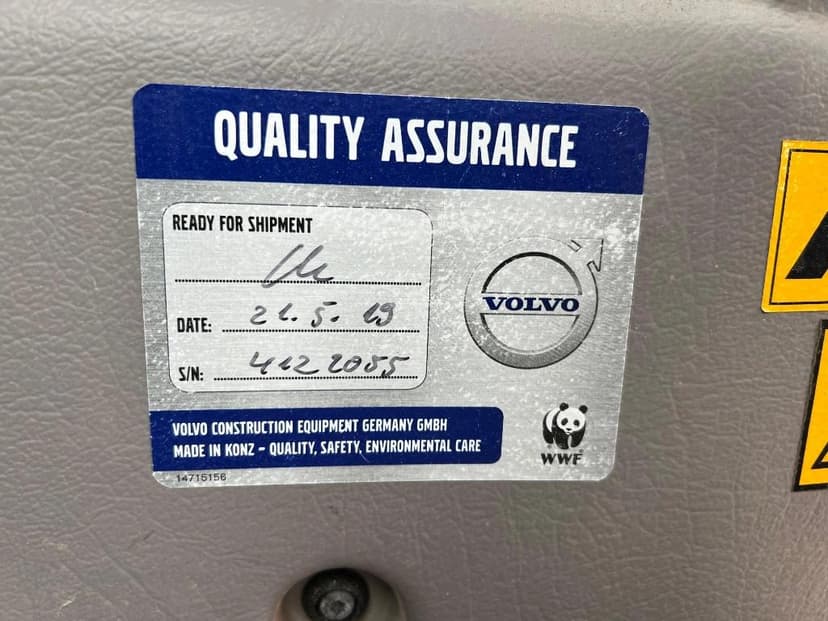 QUALITY ASSURANCE
READY FOR SHIPMENT
DATE: 21.5.19
S/N: 4122055
VOLVO
VOLVO CONSTRUCTION EQUIPMENT GERMANY GMBH
MADE IN KONZ – QUALITY, SAFETY, ENVIRONMENTAL CARE
WWF
14715156